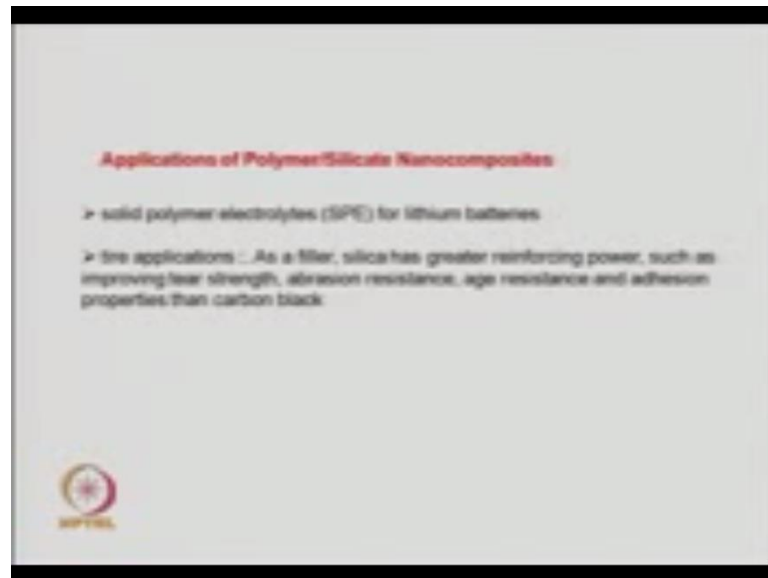 Applications of Polymer/Silicate Nanocomposites
➢ solid polymer electrolytes (SPE) for lithium batteries
➢ tire applications :. As a filler, silica has greater reinforcing power, such as
improving tear strength, abrasion resistance, age resistance and adhesion
properties than carbon black
NPTEL